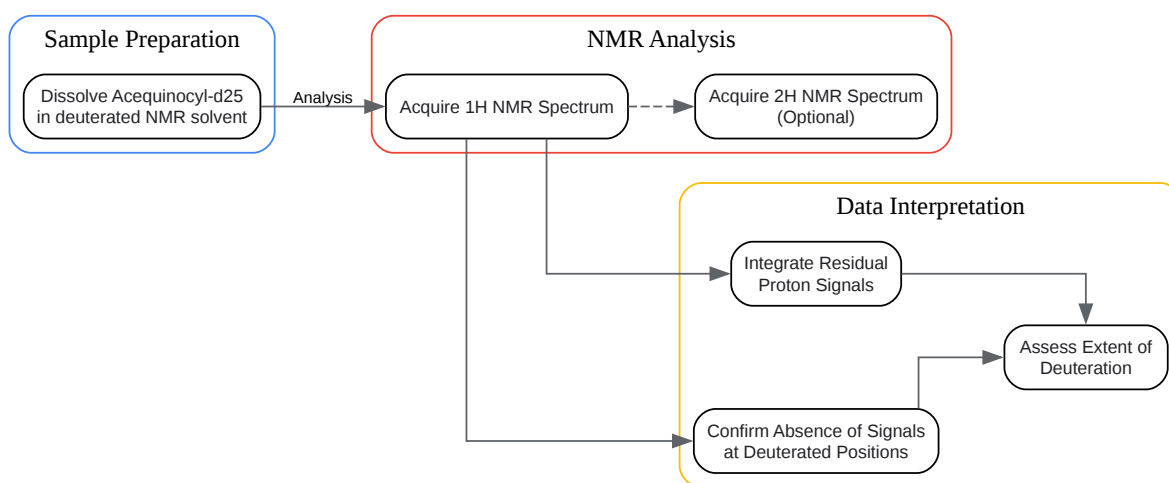 Sample Preparation
NMR Analysis
Dissolve Acequinocyl-d25
in deuterated NMR solvent
Analysis
Acquire 1H NMR Spectrum
Acquire 2H NMR Spectrum
(Optional)
Data Interpretation
Integrate Residual
Proton Signals
Assess Extent of
Deuteration
Confirm Absence of Signals
at Deuterated Positions